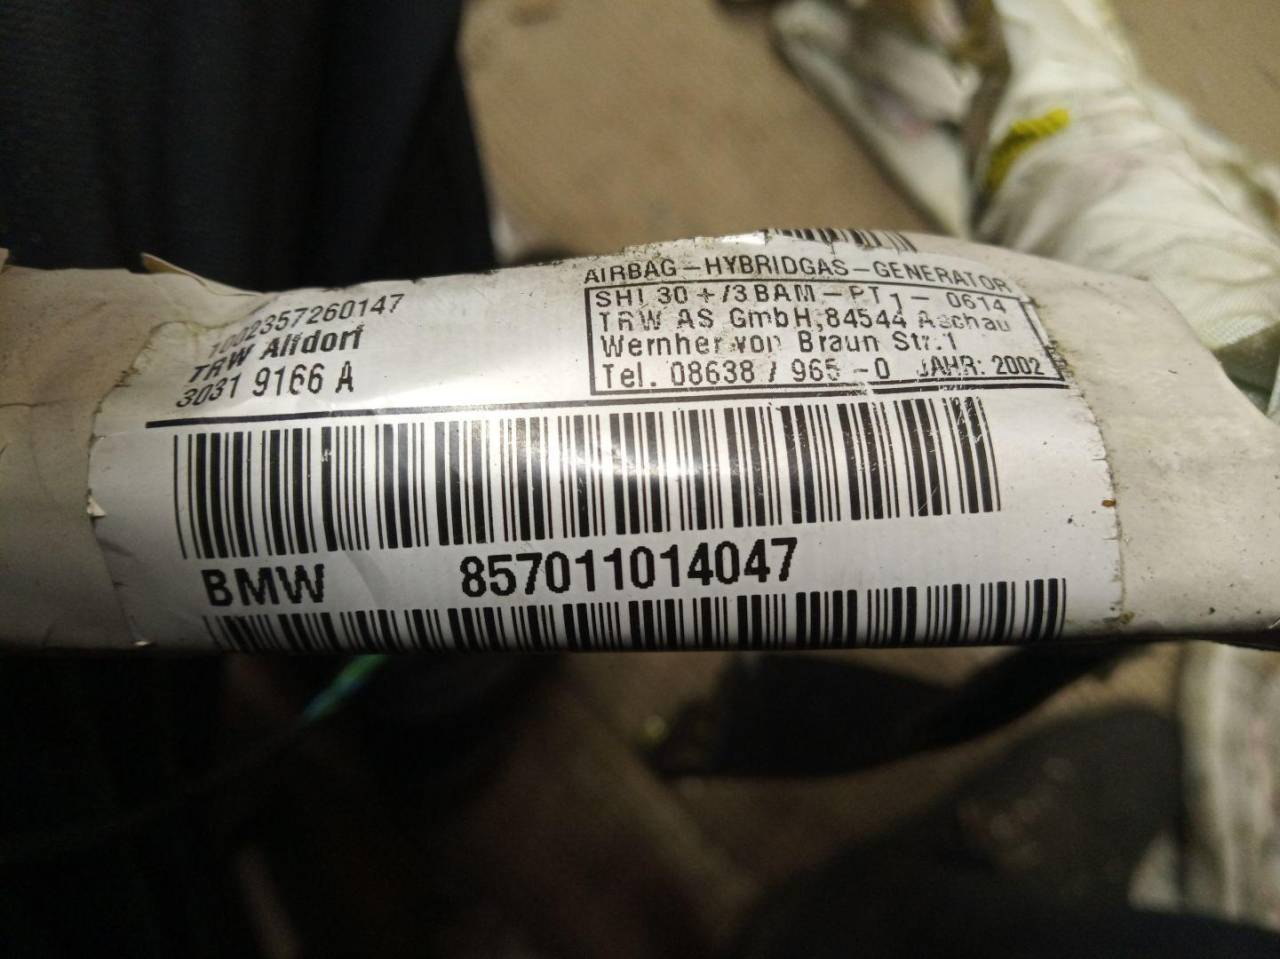 1002357260147
TRW Alfdorf
3031 9166 A
AIRBAG-HYBRIDGAS-GENERATOR
SHI 30 +/3 BAM-PT1-0614
TRW AS GmbH,84544 Aschau
Wernher von Braun Str.1
Tel. 08638 / 965 -0 JAHR: 2002
BMW 857011014047